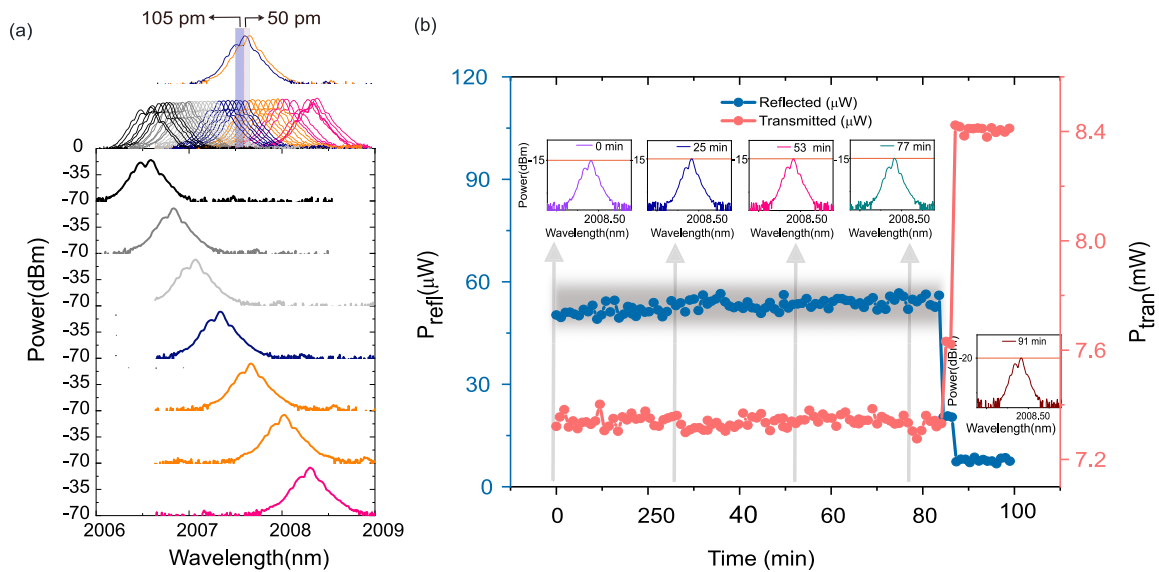 (a)
105 pm
50 pm
0
-35
-70
-35
-70
-35
-70
-35
-70
-35
-70
-35
-70
-35
-70
Power(dBm)
2006
2007
2008
2009
Wavelength(nm)
(b)
120
90
60
30
0
P_refl(μW)
Reflected (μW)
Transmitted (μW)
0 min
-15
Power(dBm)
2008.50
Wavelength(nm)
25 min
-15
2008.50
Wavelength(nm)
53 min
-15
2008.50
Wavelength(nm)
77 min
-15
2008.50
Wavelength(nm)
91 min
-20
Power(dBm)
2008.50
Wavelength(nm)
8.4
8.0
7.6
7.2
P_tran(mW)
0
250
40
60
80
100
Time (min)